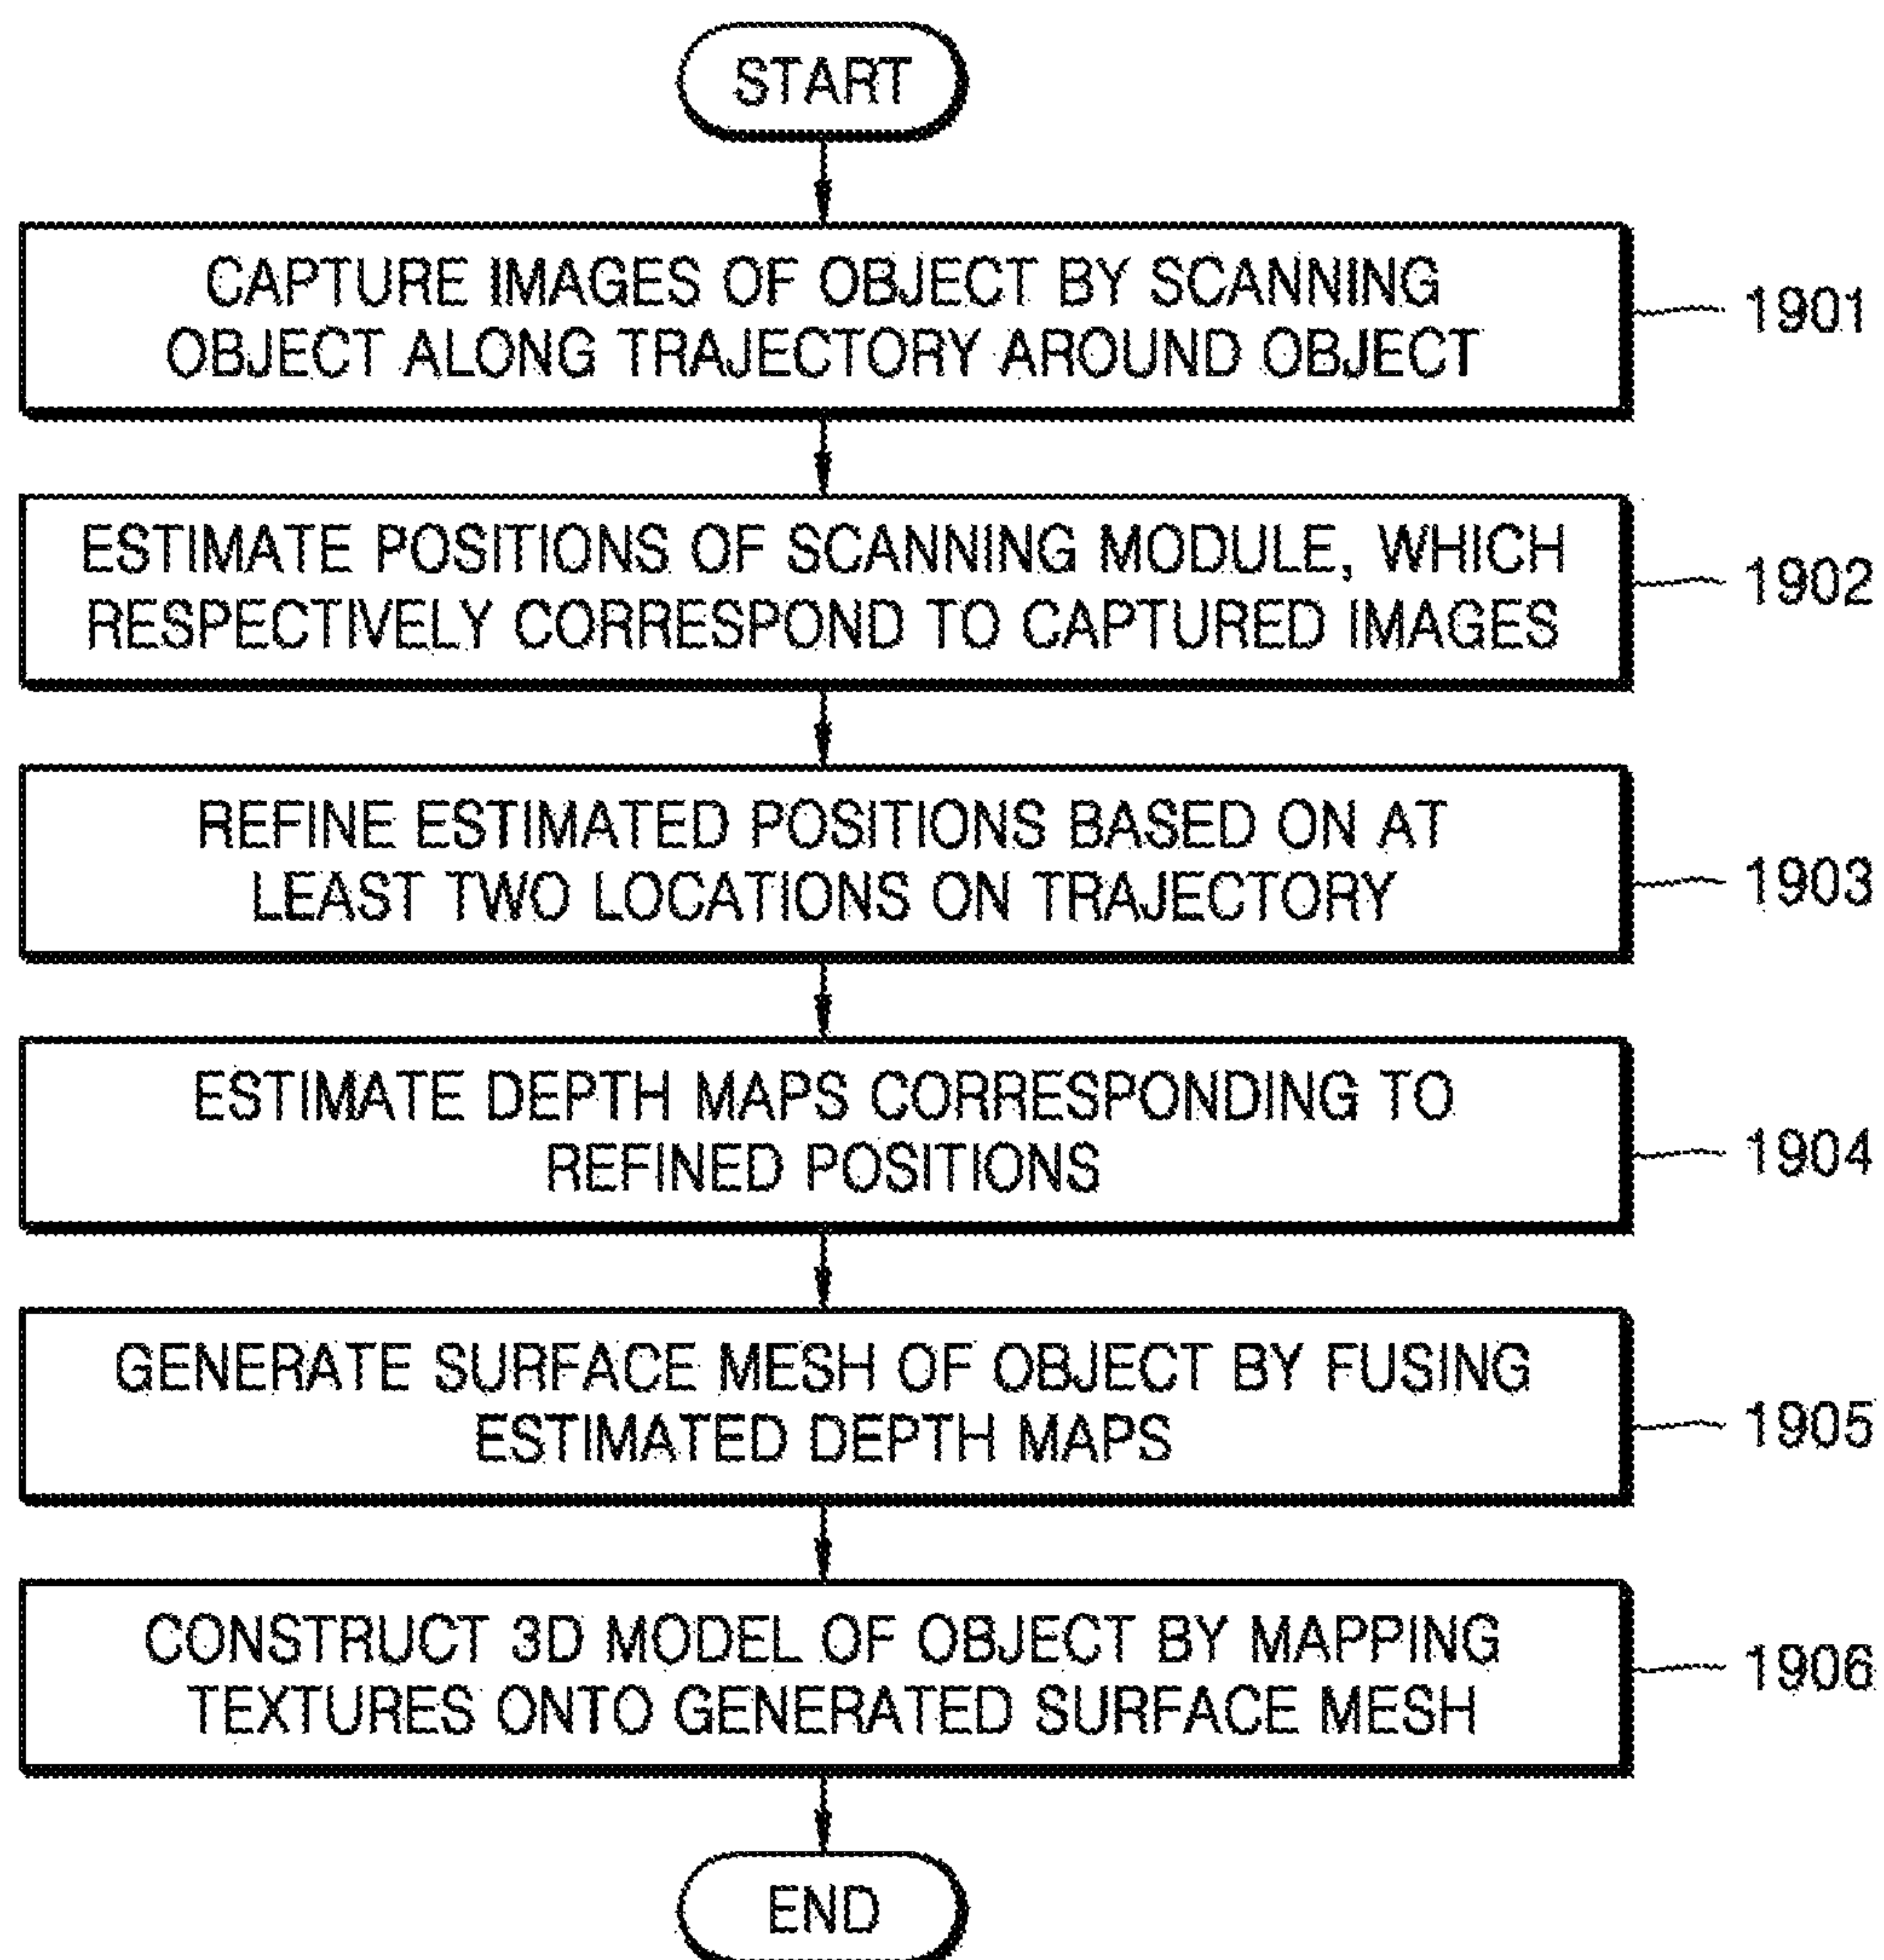 START
CAPTURE IMAGES OF OBJECT BY SCANNING
OBJECT ALONG TRAJECTORY AROUND OBJECT
1901
ESTIMATE POSITIONS OF SCANNING MODULE, WHICH
RESPECTIVELY CORRESPOND TO CAPTURED IMAGES
1902
REFINE ESTIMATED POSITIONS BASED ON AT
LEAST TWO LOCATIONS ON TRAJECTORY
1903
ESTIMATE DEPTH MAPS CORRESPONDING TO
REFINED POSITIONS
1904
GENERATE SURFACE MESH OF OBJECT BY FUSING
ESTIMATED DEPTH MAPS
1905
CONSTRUCT 3D MODEL OF OBJECT BY MAPPING
TEXTURES ONTO GENERATED SURFACE MESH
1906
END